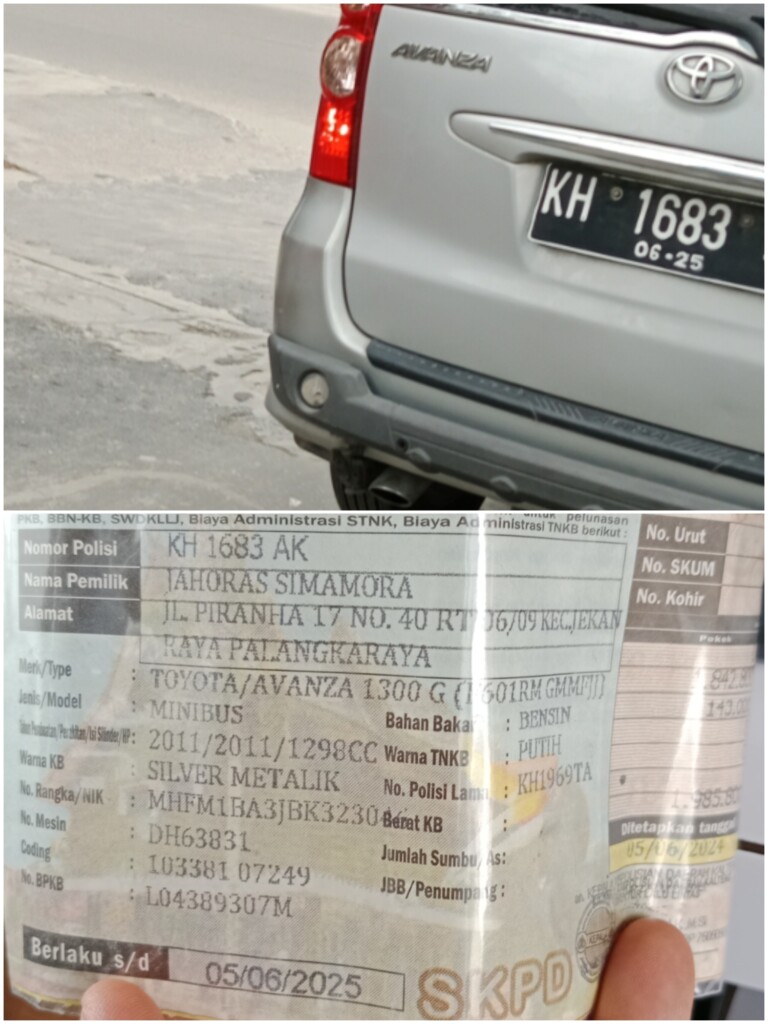 AVANZA
KH 1683
06-25
PKB, BBN-KB, SWDKLLJ, Biaya Administrasi STNK, Biaya Administrasi TNKB berikut :
Nomor Polisi KH 1683 AK
Nama Pemilik JAHORAS SIMAMORA
Alamat JL. PIRANHA 17 NO. 40 RT 06/09 KEC.JEKAN
RAYA PALANGKARAYA
Merk/Type : TOYOTA/AVANZA 1300 G
Jenis/Model : MINIBUS
: 2011/2011/1298CC
Warna KB : SILVER METALIK
No. Rangka/NIK : MHFM1BA3JBK3230
No. Mesin : DH63831
Coding : 103381 07249
No. BPKB : L04389307M
Bahan Bakar : BENSIN
Warna TNKB : PUTIH
No. Polisi Lama : KH1969TA
Berat KB :
Jumlah Sumbu/As:
JBB/Penumpang :
Berlaku s/d 05/06/2025
SKPD
No. Urut
No. SKUM
No. Kohir
Pokok
Ditetapkan tanggal
05/06/2024